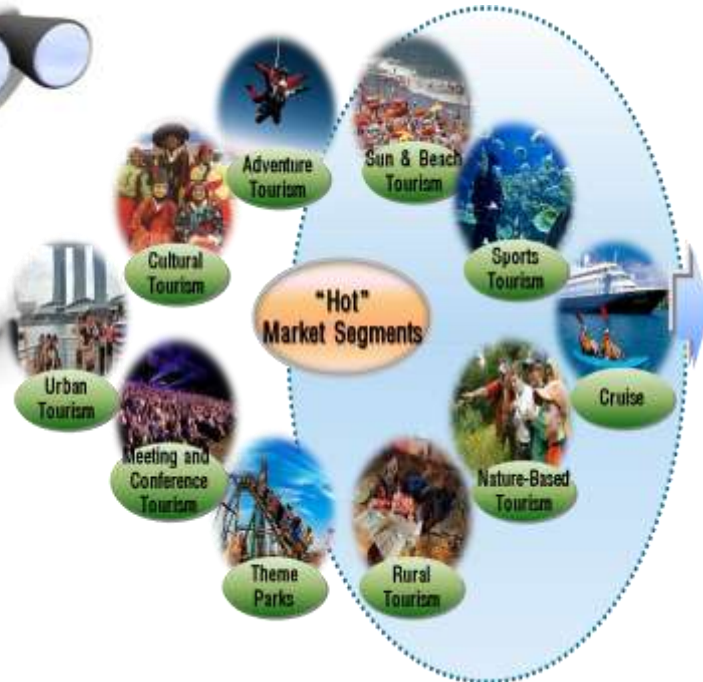 Adventure
Tourism
Sun & Beach
Tourism
Cultural
Tourism
Sports
Tourism
"Hot"
Market Segments
Urban
Tourism
Cruise
Meeting and
Conference
Tourism
Nature-Based
Tourism
Theme
Parks
Rural
Tourism